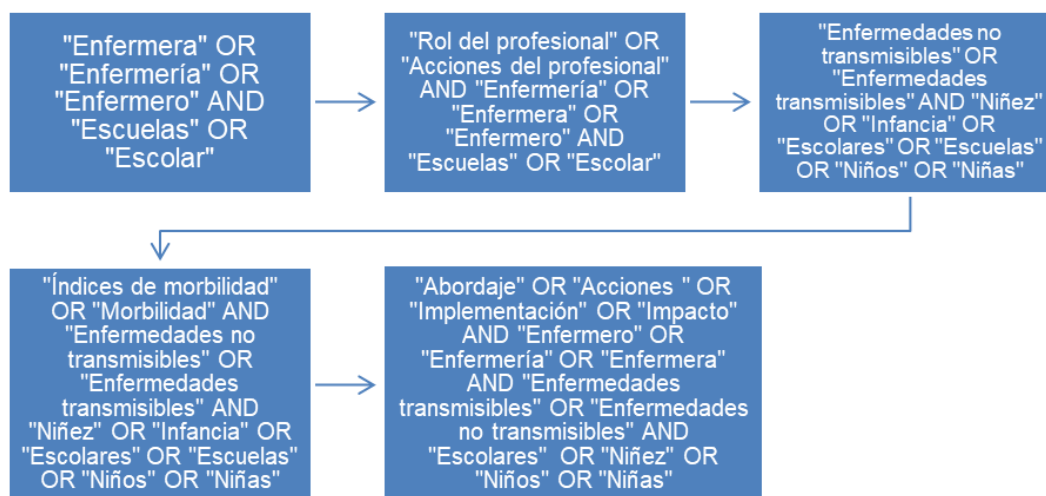 "Enfermera" OR
"Enfermería" OR
"Enfermero" AND
"Escuelas" OR
"Escolar"
"Rol del profesional" OR
"Acciones del profesional"
AND "Enfermería" OR
"Enfermera" OR
"Enfermero" AND
"Escuelas" OR "Escolar"
"Enfermedades no
transmisibles" OR
"Enfermedades
transmisibles" AND "Niñez"
OR "Infancia" OR
"Escolares" OR "Escuelas"
OR "Niños" OR "Niñas"
"Índices de morbilidad"
OR "Morbilidad" AND
"Enfermedades no
transmisibles" OR
"Enfermedades
transmisibles" AND
"Niñez" OR "Infancia" OR
"Escolares" OR "Escuelas"
OR "Niños" OR "Niñas"
"Abordaje" OR "Acciones " OR
"Implementación" OR "Impacto"
AND "Enfermero" OR
"Enfermería" OR "Enfermera"
AND "Enfermedades
transmisibles" OR "Enfermedades
no transmisibles" AND
"Escolares" OR "Niñez" OR
"Niños" OR "Niñas"